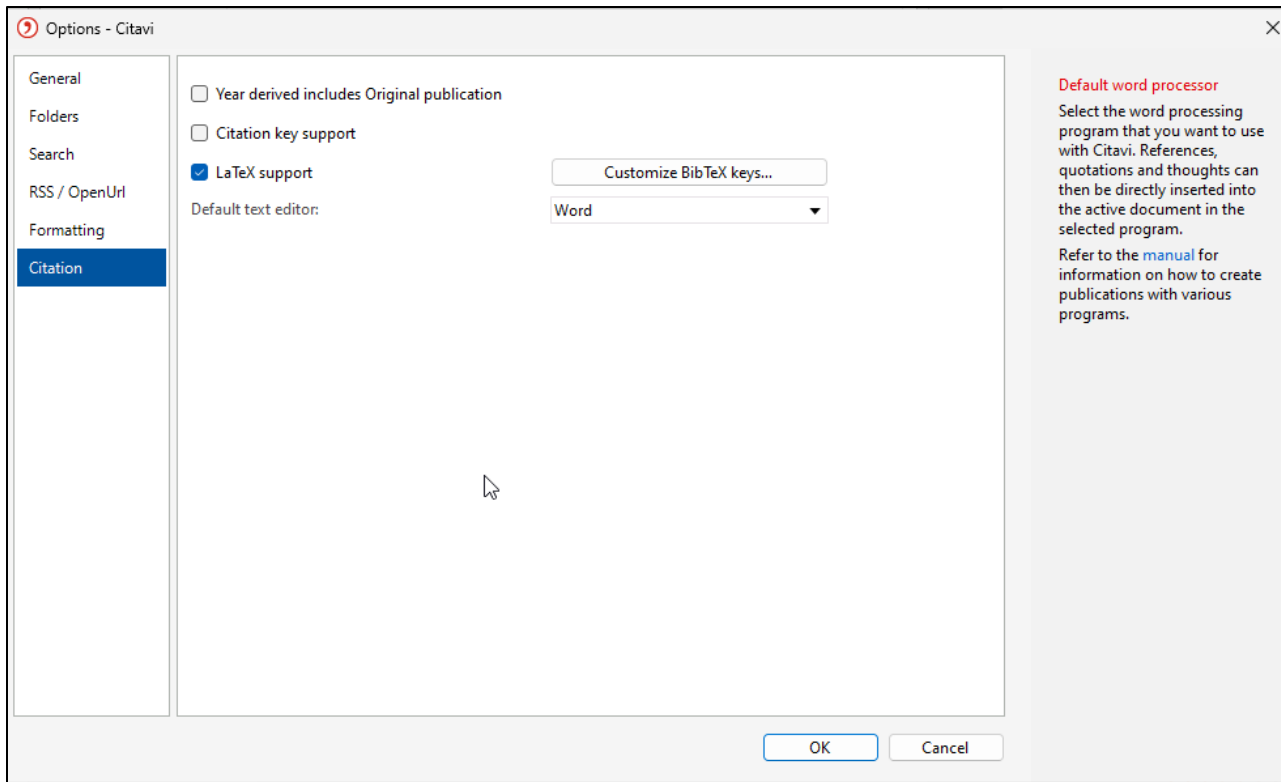 Options - Citavi
General
Folders
Search
RSS / OpenUrl
Formatting
Citation
Year derived includes Original publication
Citation key support
LaTeX support
Customize BibTeX keys...
Default text editor:
Word
Default word processor
Select the word processing
program that you want to use
with Citavi. References,
quotations and thoughts can
then be directly inserted into
the active document in the
selected program.
Refer to the manual for
information on how to create
publications with various
programs.
OK
Cancel